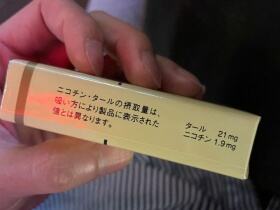 ニコチン・タールの摂取量は、
吸い方により製品に表示された
値とは異なります。
タール 21mg
ニコチン 1.9mg